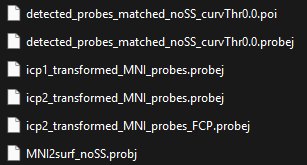 detected_probes_matched_noSS_curvThr0.0.poi
detected_probes_matched_noSS_curvThr0.0.probej
icp1_transformed_MNI_probes.probej
icp2_transformed_MNI_probes.probej
icp2_transformed_MNI_probes_FCP.probej
MNI2surf_noSS.probj